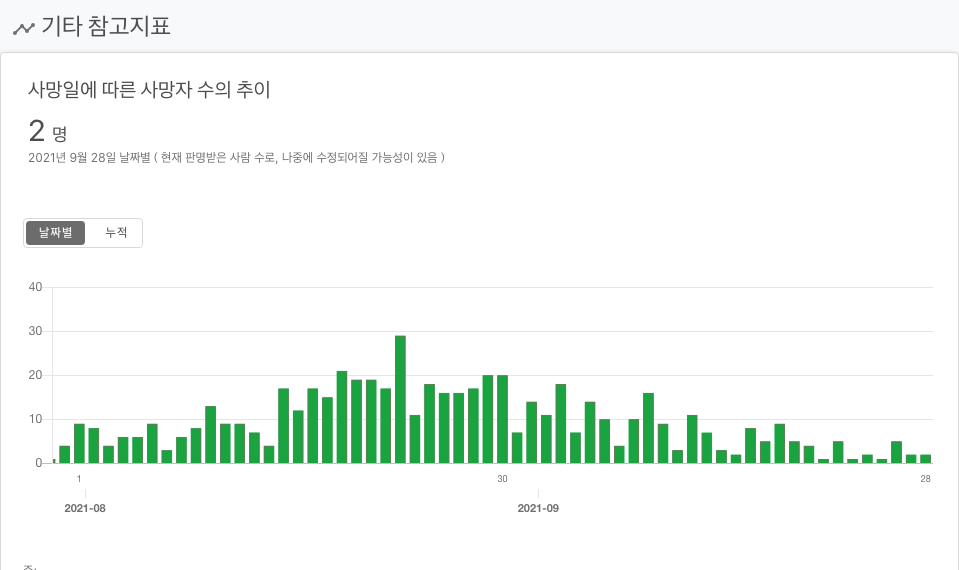 기타 참고지표
사망일에 따른 사망자 수의 추이
2 명
2021년 9월 28일 날짜별 ( 현재 판명받은 사람 수로, 나중에 수정되어질 가능성이 있음 )
날짜별 누적
40
30
20
10
0
1 30 28
2021-08 2021-09